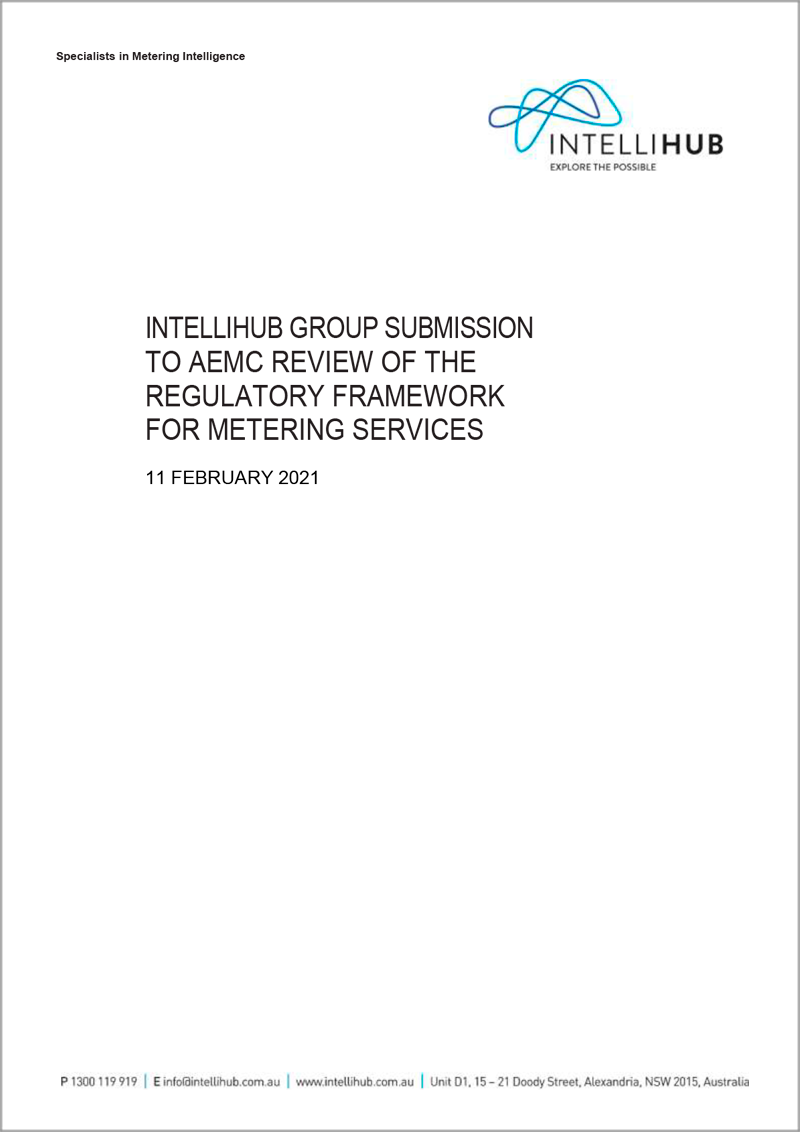 Specialists in Metering Intelligence
INTELLIHUB
EXPLORE THE POSSIBLE
INTELLIHUB GROUP SUBMISSION
TO AEMC REVIEW OF THE
REGULATORY FRAMEWORK
FOR METERING SERVICES
11 FEBRUARY 2021
P 1300 119 919 | E info@intellihub.com.au | www.intellihub.com.au | Unit D1, 15 – 21 Doody Street, Alexandria, NSW 2015, Australia